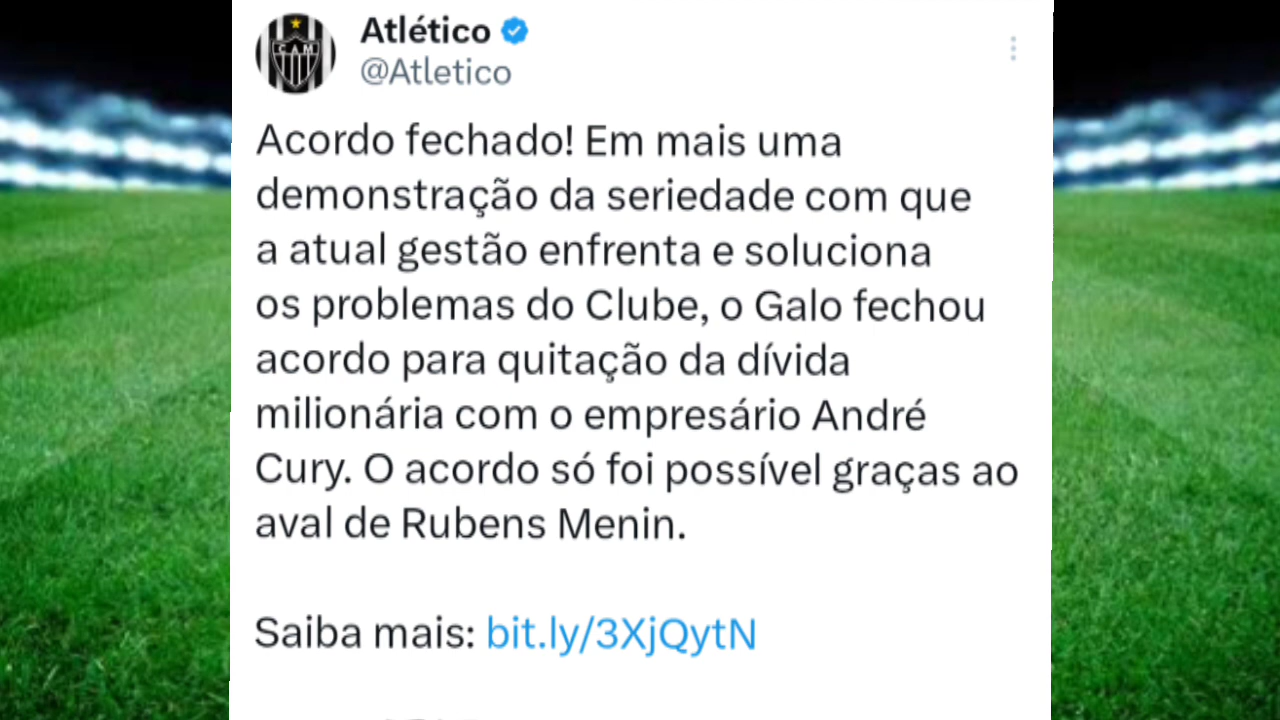 CAM
Atlético
@Atletico
Acordo fechado! Em mais uma
demonstração da seriedade com que
a atual gestão enfrenta e soluciona
os problemas do Clube, o Galo fechou
acordo para quitação da dívida
milionária com o empresário André
Cury. O acordo só foi possível graças ao
aval de Rubens Menin.
Saiba mais: bit.ly/3XjQytN